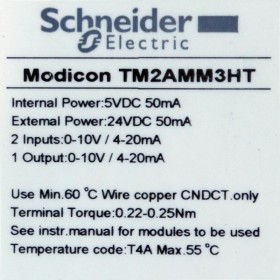 Schneider
Electric
Modicon TM2AMM3HT
Internal Power:5VDC 50mA
External Power:24VDC 50mA
2 Inputs:0-10V / 4-20mA
1 Output:0-10V / 4-20mA
Use Min.60 °C Wire copper CNDCT.only
Terminal Torque:0.22-0.25Nm
See instr.manual for modules to be used
Temperature code:T4A Max.55 °C